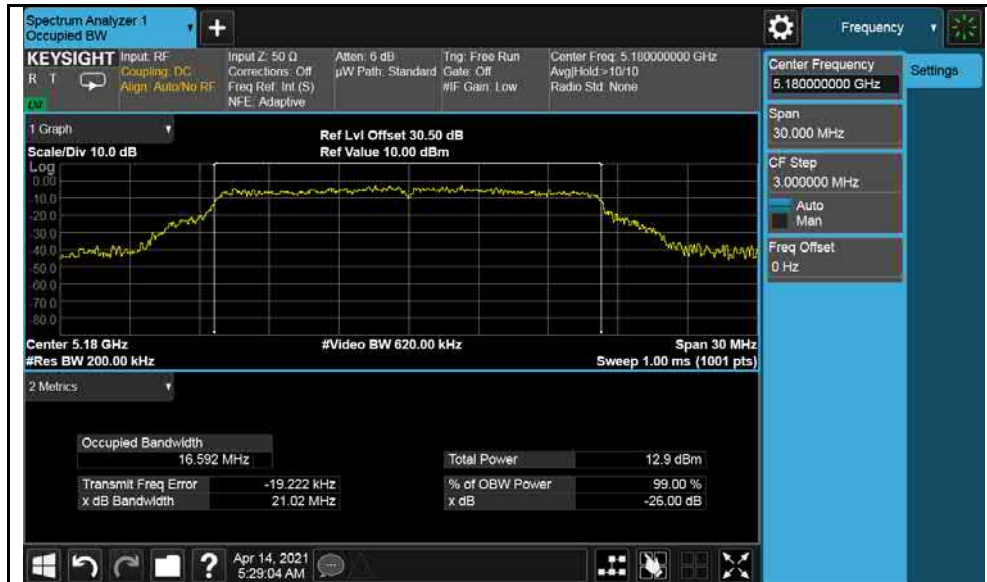 Spectrum Analyzer 1
Occupied BW
+
Frequency
KEYSIGHT
R T
LXI
Input: RF
Coupling: DC
Align: Auto/No RF
Input Z: 50 Ω
Corrections: Off
Freq Ref: Int (S)
NFE: Adaptive
Atten: 6 dB
µW Path: Standard
Trig: Free Run
Gate: Off
#IF Gain: Low
Center Freq: 5.180000000 GHz
Avg|Hold:>10/10
Radio Std: None
Center Frequency
5.180000000 GHz
Settings
Span
30.000 MHz
CF Step
3.000000 MHz
Auto
Man
Freq Offset
0 Hz
1 Graph
Scale/Div 10.0 dB
Ref Lvl Offset 30.50 dB
Ref Value 10.00 dBm
Log
0.00
-10.0
-20.0
-30.0
-40.0
-50.0
-60.0
-70.0
-80.0
Center 5.18 GHz
#Video BW 620.00 kHz
Span 30 MHz
#Res BW 200.00 kHz
Sweep 1.00 ms (1001 pts)
2 Metrics
Occupied Bandwidth
16.592 MHz
Total Power 12.9 dBm
Transmit Freq Error -19.222 kHz
% of OBW Power 99.00 %
x dB Bandwidth 21.02 MHz
x dB -26.00 dB
?
Apr 14, 2021
5:29:04 AM